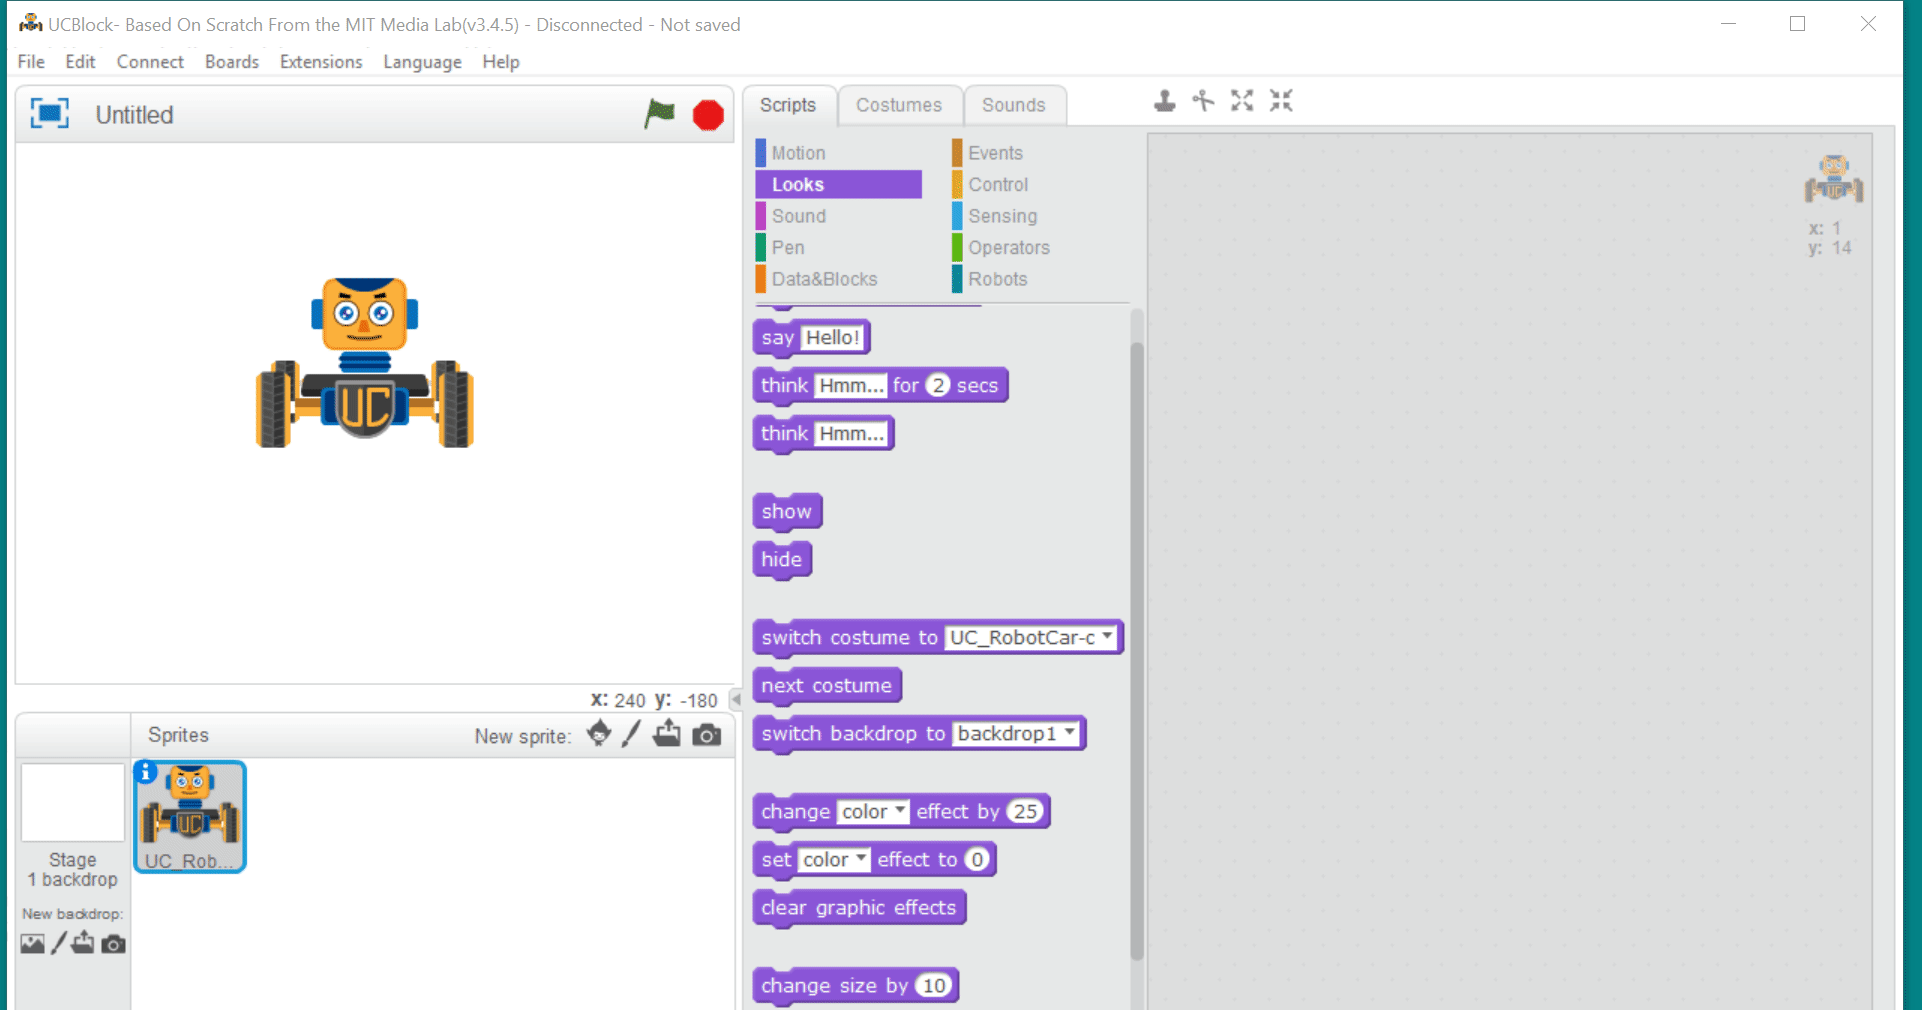 UCBlock- Based On Scratch From the MIT Media Lab(v3.4.5) - Disconnected - Not saved
File Edit Connect Boards Extensions Language Help
Untitled
UC
x: 240 y: -180
Sprites New sprite:
UC
UC_Rob...
Stage
1 backdrop
New backdrop:
Scripts Costumes Sounds
Motion Events
Looks Control
Sound Sensing
Pen Operators
Data&Blocks Robots
say Hello!
think Hmm... for 2 secs
think Hmm...
show
hide
switch costume to UC_RobotCar-c
next costume
switch backdrop to backdrop1
change color effect by 25
set color effect to 0
clear graphic effects
change size by 10
UC
x: 1
y: 14